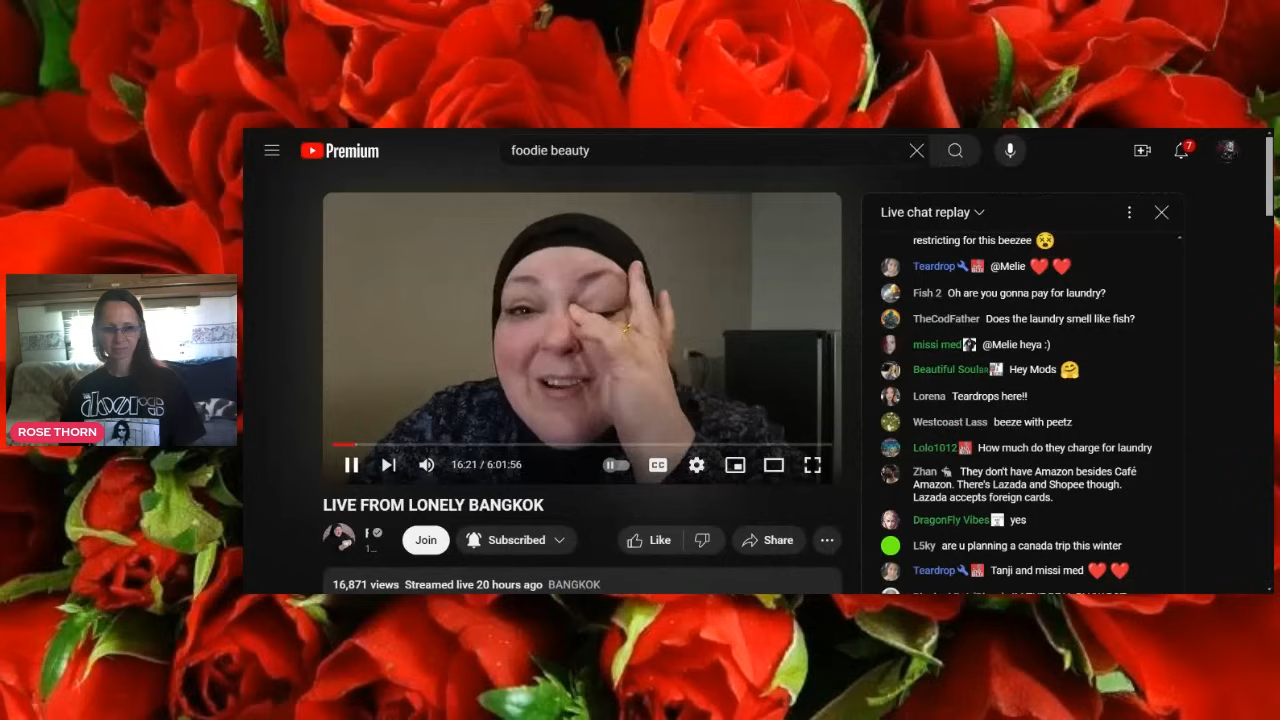 Premium
foodie beauty
7
Live chat replay
restricting for this beezee
Teardrop @Melie
Fish 2 Oh are you gonna pay for laundry?
TheCodFather Does the laundry smell like fish?
missi med @Melie heya :)
Beautiful Souls Hey Mods
Lorena Teardrops here!!
Westcoast Lass beeze with peetz
Lolo1012 How much do they charge for laundry
Zhan They don't have Amazon besides Café
Amazon. There's Lazada and Shopee though.
Lazada accepts foreign cards.
DragonFly Vibes yes
L5ky are u planning a canada trip this winter
Teardrop Tanji and missi med
16:21 / 6:01:56
CC
LIVE FROM LONELY BANGKOK
F
1...
Join
Subscribed
Like
Share
16,871 views Streamed live 20 hours ago BANGKOK
the doors
ROSE THORN